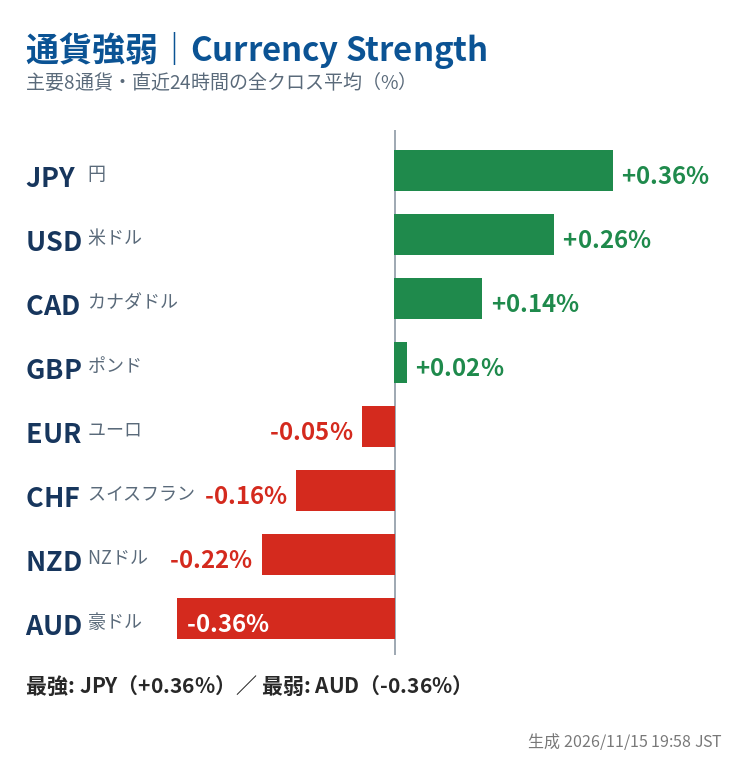 通貨強弱｜Currency Strength
主要8通貨・直近24時間の全クロス平均（%）
JPY 円 +0.36%
USD 米ドル +0.26%
CAD カナダドル +0.14%
GBP ポンド +0.02%
EUR ユーロ -0.05%
CHF スイスフラン -0.16%
NZD NZドル -0.22%
AUD 豪ドル -0.36%
最強: JPY（+0.36%）／ 最弱: AUD（-0.36%）
生成 2026/11/15 19:58 JST